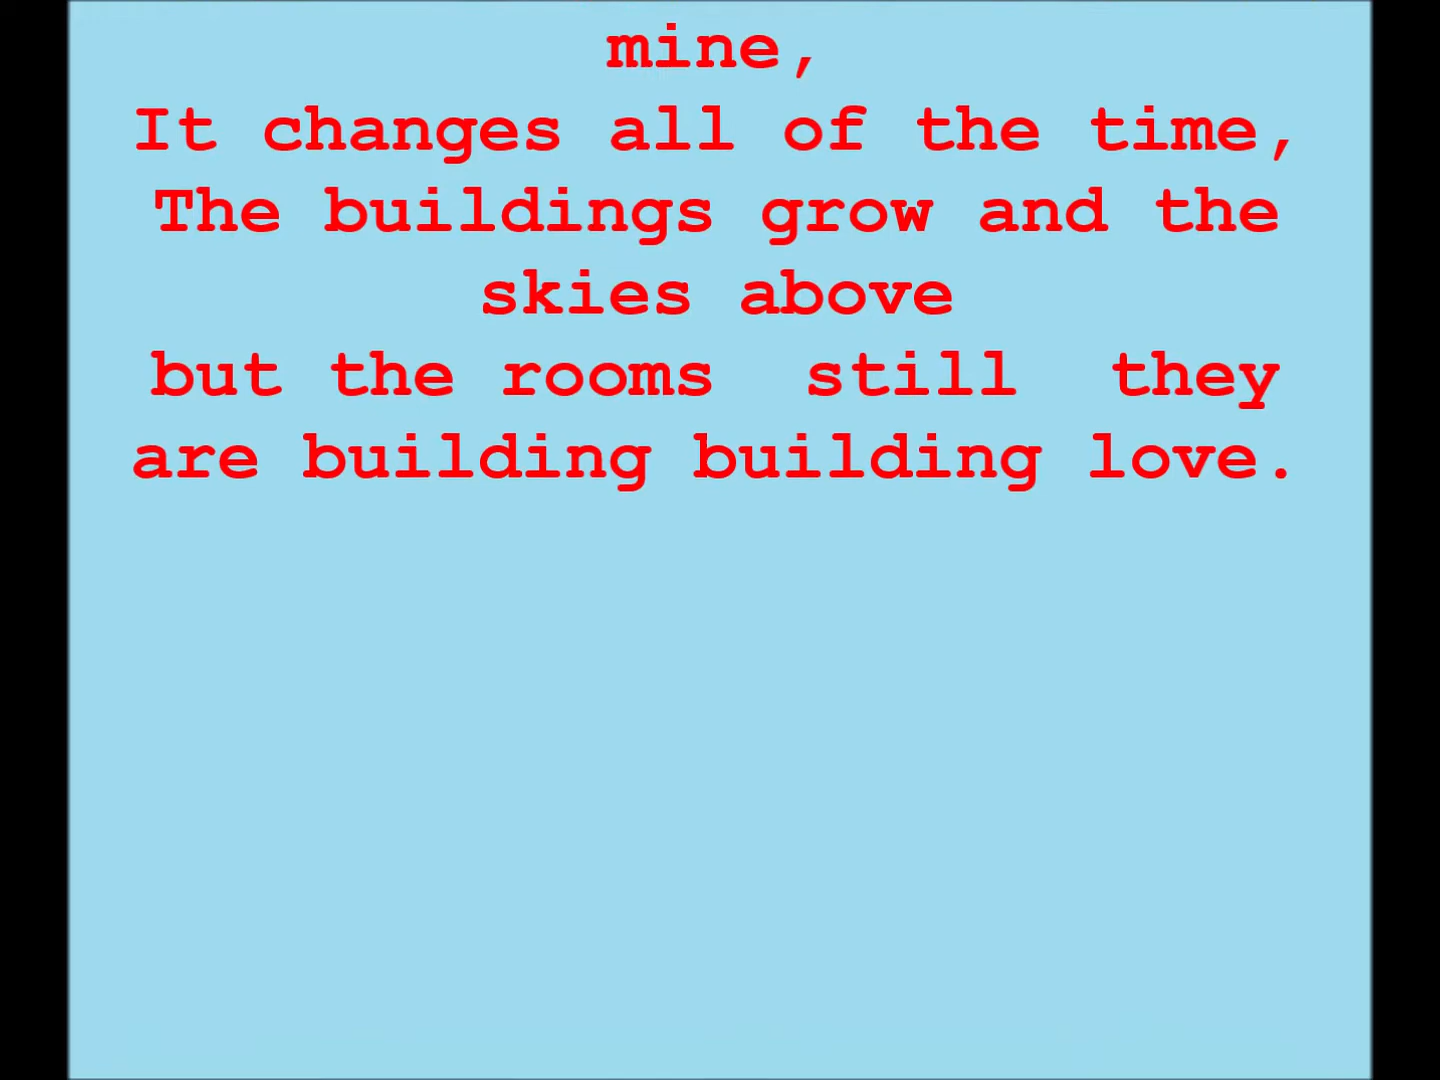 mine,
It changes all of the time,
The buildings grow and the
skies above
but the rooms  still  they
are building building love.